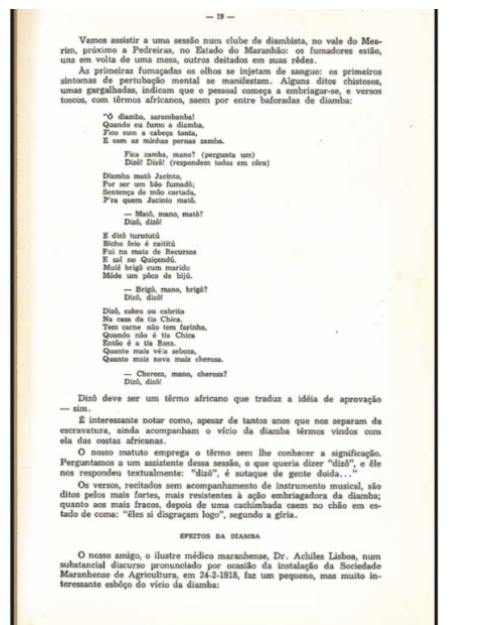 — 19 —
Vamos assistir a uma sessão num clube de diambista, no vale do Mea-
rim, próximo a Pedreiras, no Estado do Maranhão: os fumadores estão,
uns em volta de uma mesa, outros deitados em suas rêdes.
Às primeiras fumaçadas os olhos se injetam de sangue: os primeiros
sintomas de pertubação mental se manifestam. Alguns ditos chistosos,
umas gargalhadas, indicam que o pessoal começa a embriagar-se, e versos
toscos, com têrmos africanos, saem por entre baforadas de diamba:
"Ó diamba, sarambamba!
Quando eu fumo a diamba,
Fico com a cabeça tonta,
E com as minhas pernas zamba.
Fica zamba, mano? (pergunta um)
Dizô! Dizô! (respondem todos em côro)
Diamba matô Jacinto,
Por ser um bão fumadô;
Sentença de mão cortada,
P'ra quem Jacinto matô.
— Matô, mano, matô?
Dizô, dizô!
E dizô turututú
Bicho feio é caititú
Fui na mata de Recursos
E saí no Quiçandú.
Muié brigô cum marido
Móde um pôco de bijú.
— Brigô, mano, brigô?
Dizô, dizô!
Dizô, cabra ou cabrito
Na casa da tia Chica.
Tem carne não tem farinha,
Quando não é tia Chica
Então é a tia Rosa.
Quanto mais véia seboza,
Quanto mais nova mais cherosa.
— Cheroza, mano, cheroza?
Dizô, dizô!
Dizô deve ser um têrmo africano que traduz a idéia de aprovação
— sim.
É interessante notar como, apesar de tantos anos que nos separam da
escravatura, ainda acompanham o vício da diamba têrmos vindos com
ela das costas africanas.
O nosso matuto emprega o têrmo sem lhe conhecer a significação.
Perguntamos a um assistente dessa sessão, o que queria dizer "dizô", e êle
nos respondeu textualmente: "dizô", é sutaque de gente doida..."
Os versos, recitados sem acompanhamento de instrumento musical, são
ditos pelos mais fortes, mais resistentes à ação embriagadora da diamba;
quanto aos mais fracos, depois de uma cachimbada caem no chão em es-
tado de coma: "êles si disgraçam logo", segundo a gíria.
EFEITOS DA DIAMBA
O nosso amigo, o ilustre médico maranhense, Dr. Achiles Lisboa, num
substancial discurso pronunciado por ocasião da instalação da Sociedade
Maranhense de Agricultura, em 24-2-1918, faz um pequeno, mas muito in-
teressante esbôço do vício da diamba: